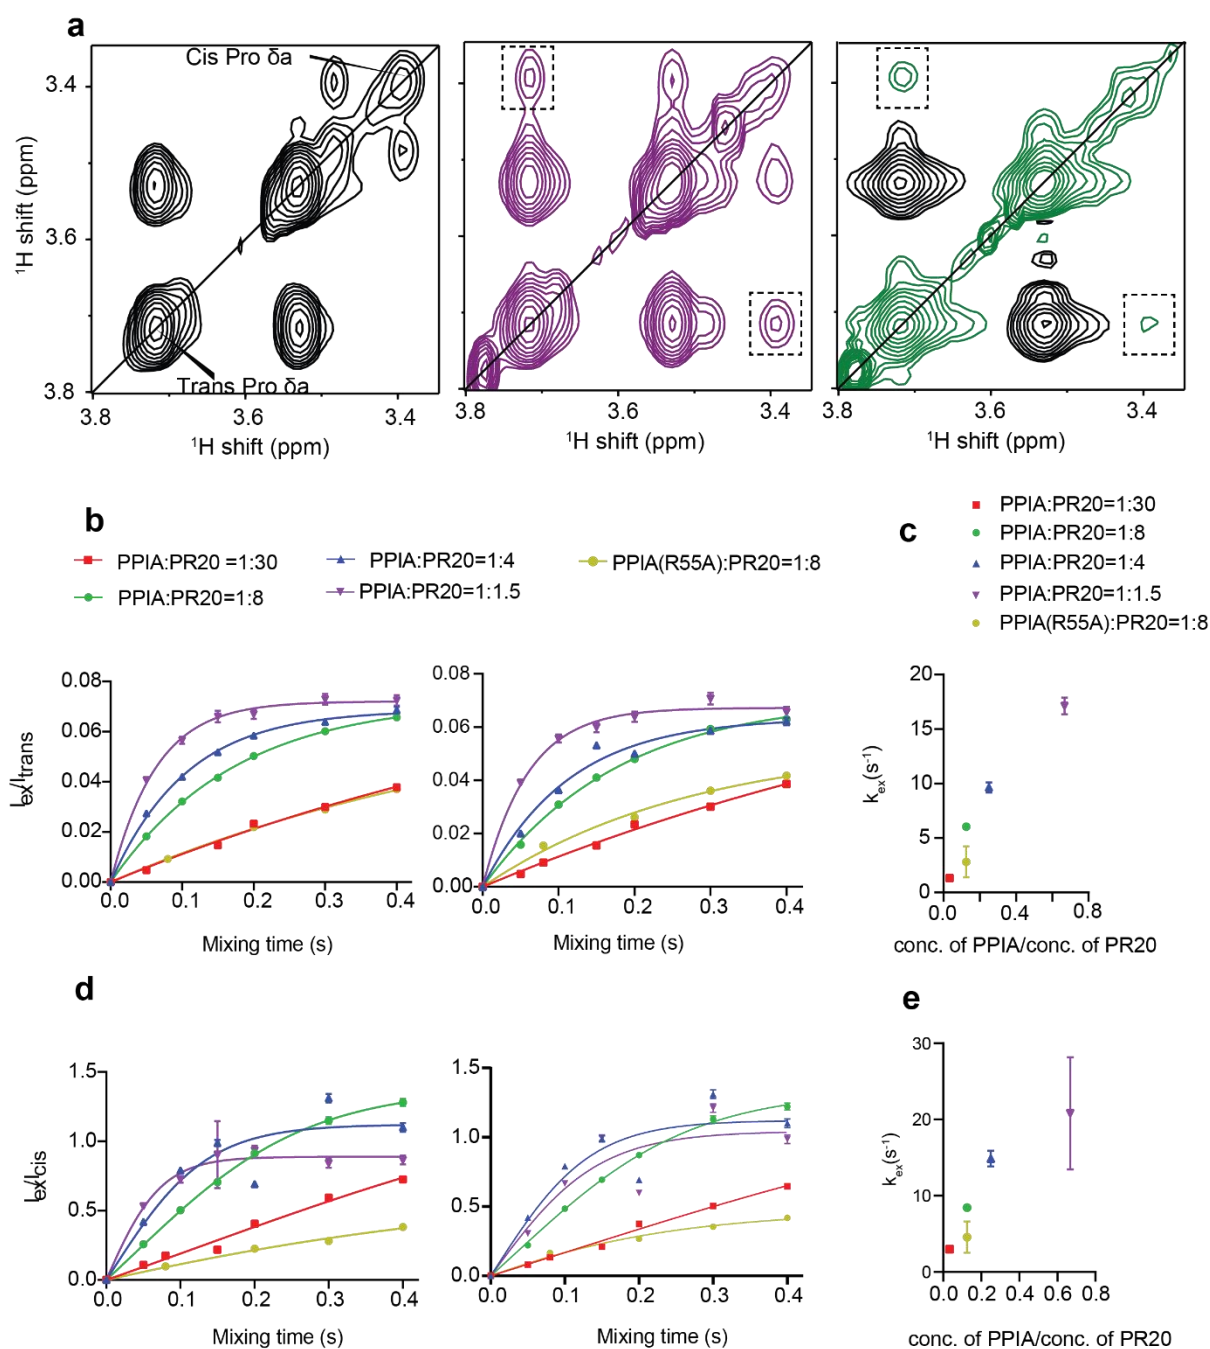 a
Cis Pro δa
Trans Pro δa
3.4
3.6
3.8
¹H shift (ppm)
3.8
3.6
3.4
¹H shift (ppm)
3.8
3.6
3.4
¹H shift (ppm)
3.8
3.6
3.4
¹H shift (ppm)
b
PPIA:PR20 =1:30
PPIA:PR20=1:4
PPIA(R55A):PR20=1:8
PPIA:PR20=1:8
PPIA:PR20=1:1.5
0.08
0.06
0.04
0.02
0.00
Iex/Itrans
0.0 0.1 0.2 0.3 0.4
Mixing time (s)
0.08
0.06
0.04
0.02
0.00
0.0 0.1 0.2 0.3 0.4
Mixing time (s)
c
PPIA:PR20=1:30
PPIA:PR20=1:8
PPIA:PR20=1:4
PPIA:PR20=1:1.5
PPIA(R55A):PR20=1:8
20
15
10
5
0
kex(s⁻¹)
0.0 0.4 0.8
conc. of PPIA/conc. of PR20
d
1.5
1.0
0.5
0.0
Iex/Icis
0.0 0.1 0.2 0.3 0.4
Mixing time (s)
1.5
1.0
0.5
0.0
0.0 0.1 0.2 0.3 0.4
Mixing time (s)
e
30
20
10
0
kex(s⁻¹)
0.0 0.2 0.4 0.6 0.8
conc. of PPIA/conc. of PR20